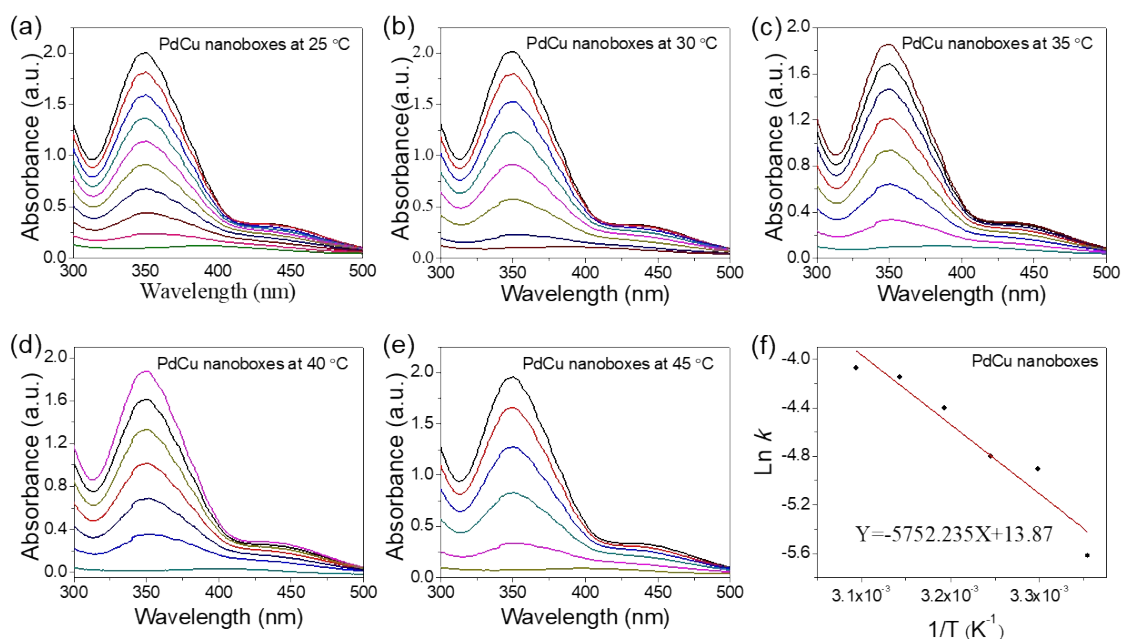 (a)
PdCu nanoboxes at 25 °C
Absorbance (a.u.)
2.0
1.5
1.0
0.5
0.0
300 350 400 450 500
Wavelength (nm)
(b)
PdCu nanoboxes at 30 °C
Absorbance(a.u.)
2.0
1.5
1.0
0.5
0.0
300 350 400 450 500
Wavelength (nm)
(c)
PdCu nanoboxes at 35 °C
Absorbance (a.u.)
1.8
1.2
0.8
0.4
0.0
300 350 400 450 500
Wavelength (nm)
(d)
PdCu nanoboxes at 40 °C
Absorbance (a.u.)
2.0
1.6
1.2
0.8
0.4
0.0
300 350 400 450 500
Wavelength (nm)
(e)
PdCu nanoboxes at 45 °C
Absorbance (a.u.)
2.0
1.5
1.0
0.5
0.0
300 350 400 450 500
Wavelength (nm)
(f)
PdCu nanoboxes
Ln k
-4.0
-4.4
-4.8
-5.2
-5.6
Y=-5752.235X+13.87
3.1x10⁻³ 3.2x10⁻³ 3.3x10⁻³
1/T (K⁻¹)